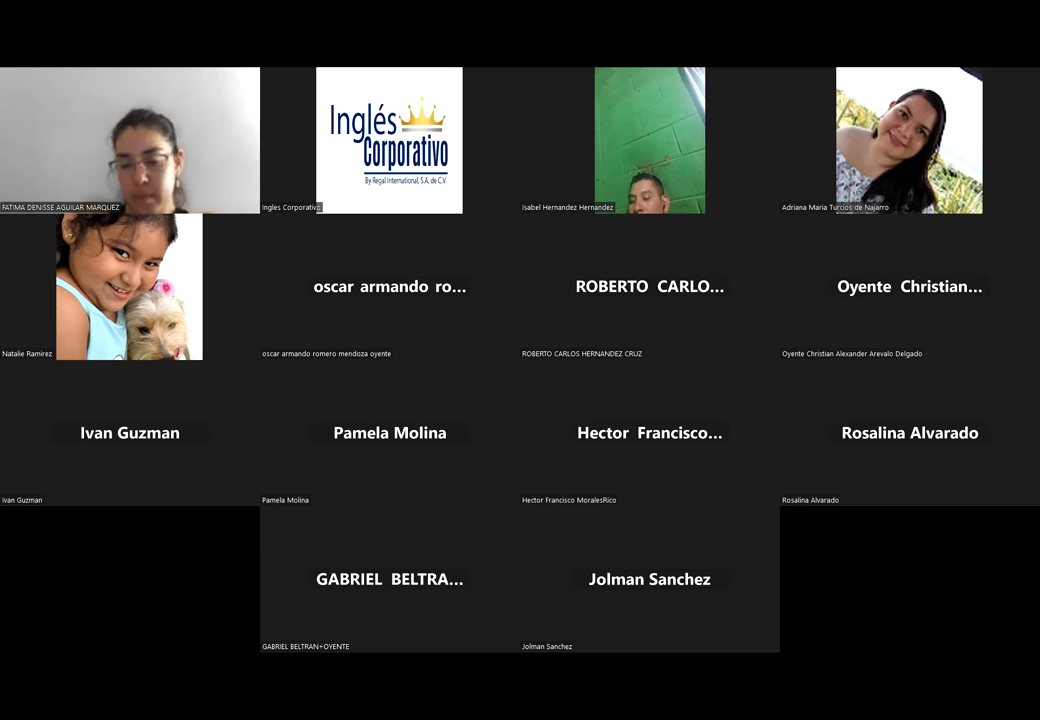 Inglés
Corporativo
By Regal International, S.A. de C.V.
FATIMA DENISSE AGUILAR MARQUEZ
Ingles Corporativo
Isabel Hernandez Hernandez
Adriana Maria Turcios de Najarro
Natalie Ramirez
oscar armando ro...
oscar armando romero mendoza oyente
ROBERTO CARLO...
ROBERTO CARLOS HERNANDEZ CRUZ
Oyente Christian...
Oyente Christian Alexander Arevalo Delgado
Ivan Guzman
Ivan Guzman
Pamela Molina
Pamela Molina
Hector Francisco...
Hector Francisco MoralesRico
Rosalina Alvarado
Rosalina Alvarado
GABRIEL BELTRA...
GABRIEL BELTRAN+OYENTE
Jolman Sanchez
Jolman Sanchez